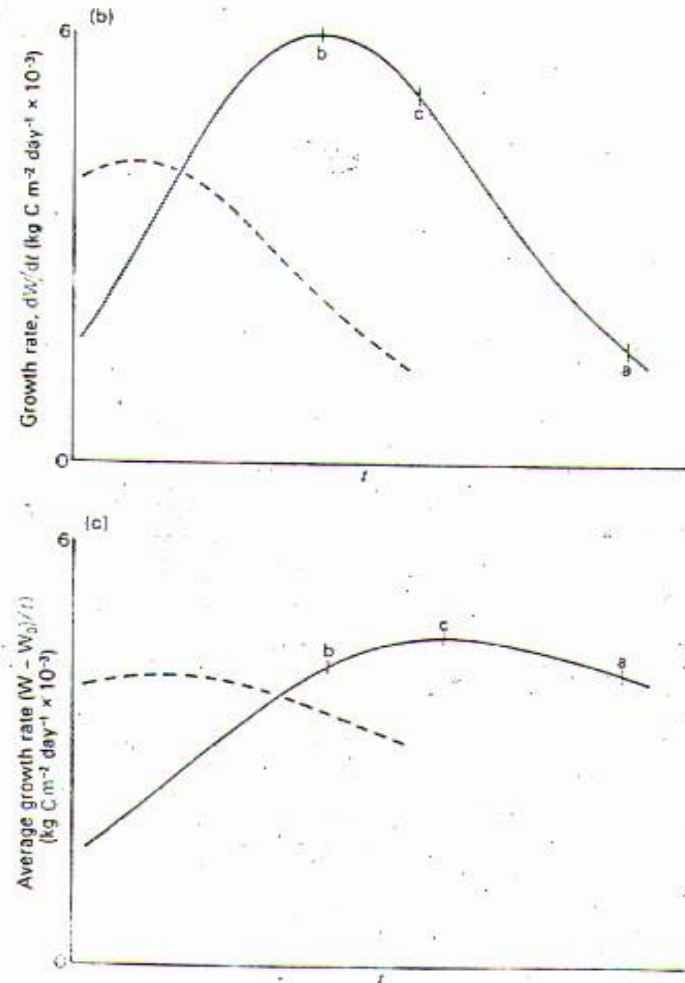 (b)
6
Growth rate, dW/dt (kg C m⁻² day⁻¹ × 10⁻³)
b
c
a
0
t
(c)
6
Average growth rate (W − W₀)/t)
(kg C m⁻² day⁻¹ × 10⁻³)
b
c
a
0
t